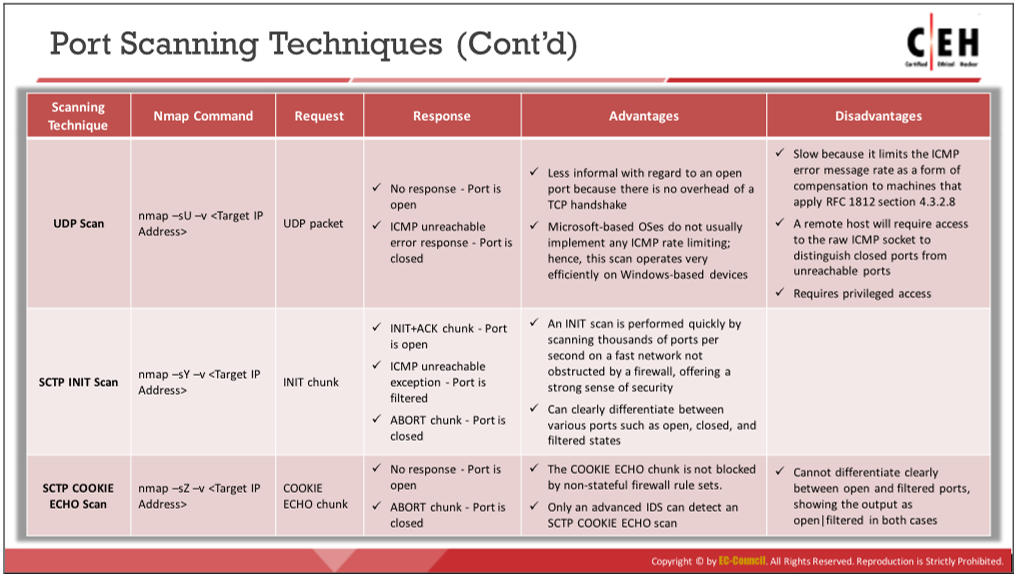 Port Scanning Techniques (Cont’d)
C|EH
Certified Ethical Hacker
Scanning
Technique
Nmap Command
Request
Response
Advantages
Disadvantages
UDP Scan
nmap –sU –v <Target IP
Address>
UDP packet
✓ No response - Port is
open
✓ ICMP unreachable
error response - Port is
closed
✓ Less informal with regard to an open
port because there is no overhead of a
TCP handshake
✓ Microsoft-based OSes do not usually
implement any ICMP rate limiting;
hence, this scan operates very
efficiently on Windows-based devices
✓ Slow because it limits the ICMP
error message rate as a form of
compensation to machines that
apply RFC 1812 section 4.3.2.8
✓ A remote host will require access
to the raw ICMP socket to
distinguish closed ports from
unreachable ports
✓ Requires privileged access
SCTP INIT Scan
nmap –sY –v <Target IP
Address>
INIT chunk
✓ INIT+ACK chunk - Port
is open
✓ ICMP unreachable
exception - Port is
filtered
✓ ABORT chunk - Port is
closed
✓ An INIT scan is performed quickly by
scanning thousands of ports per
second on a fast network not
obstructed by a firewall, offering a
strong sense of security
✓ Can clearly differentiate between
various ports such as open, closed, and
filtered states
SCTP COOKIE
ECHO Scan
nmap –sZ –v <Target IP
Address>
COOKIE
ECHO chunk
✓ No response - Port is
open
✓ ABORT chunk - Port is
closed
✓ The COOKIE ECHO chunk is not blocked
by non-stateful firewall rule sets.
✓ Only an advanced IDS can detect an
SCTP COOKIE ECHO scan
✓ Cannot differentiate clearly
between open and filtered ports,
showing the output as
open|filtered in both cases
Copyright © by EC-Council. All Rights Reserved. Reproduction is Strictly Prohibited.